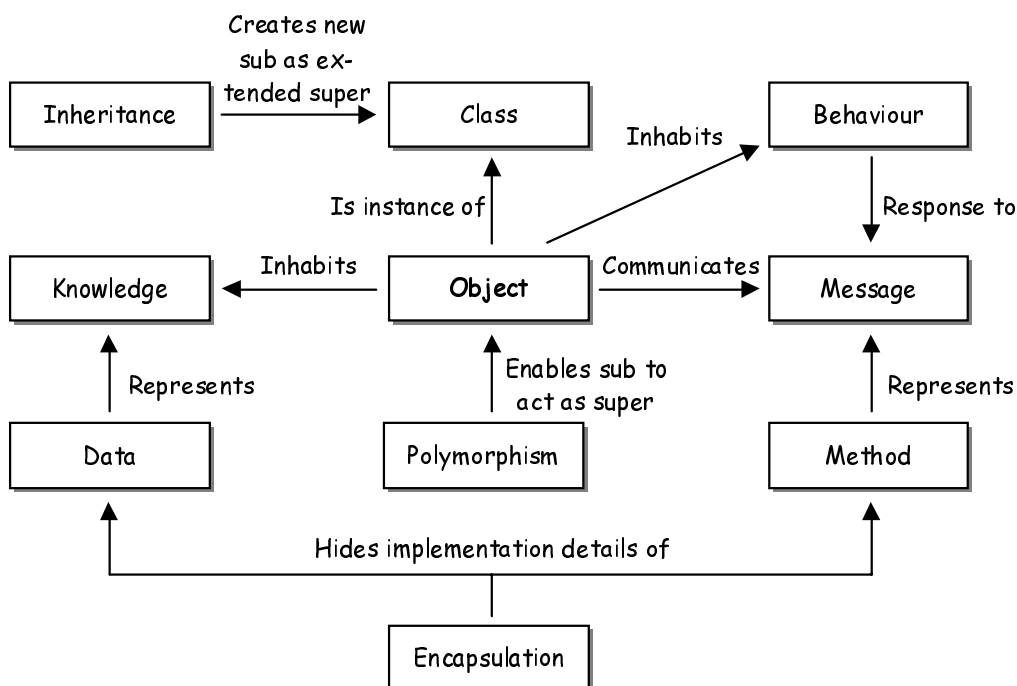 Creates new
sub as ex-
tended super
Inheritance
Class
Behaviour
Inhabits
Is instance of
Response to
Knowledge
Inhabits
Object
Communicates
Message
Represents
Enables sub to
act as super
Represents
Data
Polymorphism
Method
Hides implementation details of
Encapsulation